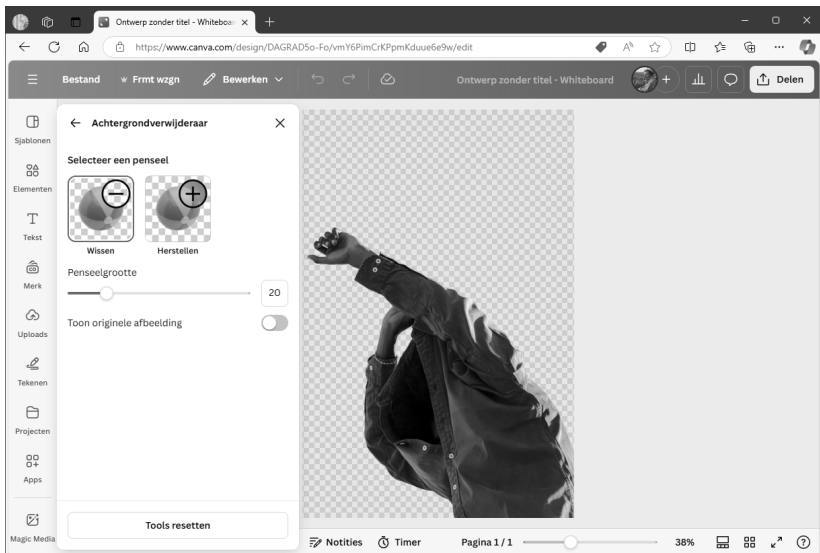 Ontwerp zonder titel - Whiteboar
https://www.canva.com/design/DAGRAD5o-Fo/vmY6PimCrKPpmKduue6e9w/edit
Bestand Frmt wzgn Bewerken Ontwerp zonder titel - Whiteboard Delen
Sjablonen
Elementen
Tekst
Merk
Uploads
Tekenen
Projecten
Apps
Magic Media
Achtergrondverwijderaar
Selecteer een penseel
Wissen Herstellen
Penseelgrootte
20
Toon originele afbeelding
Tools resetten
Notities Timer Pagina 1 / 1 38%